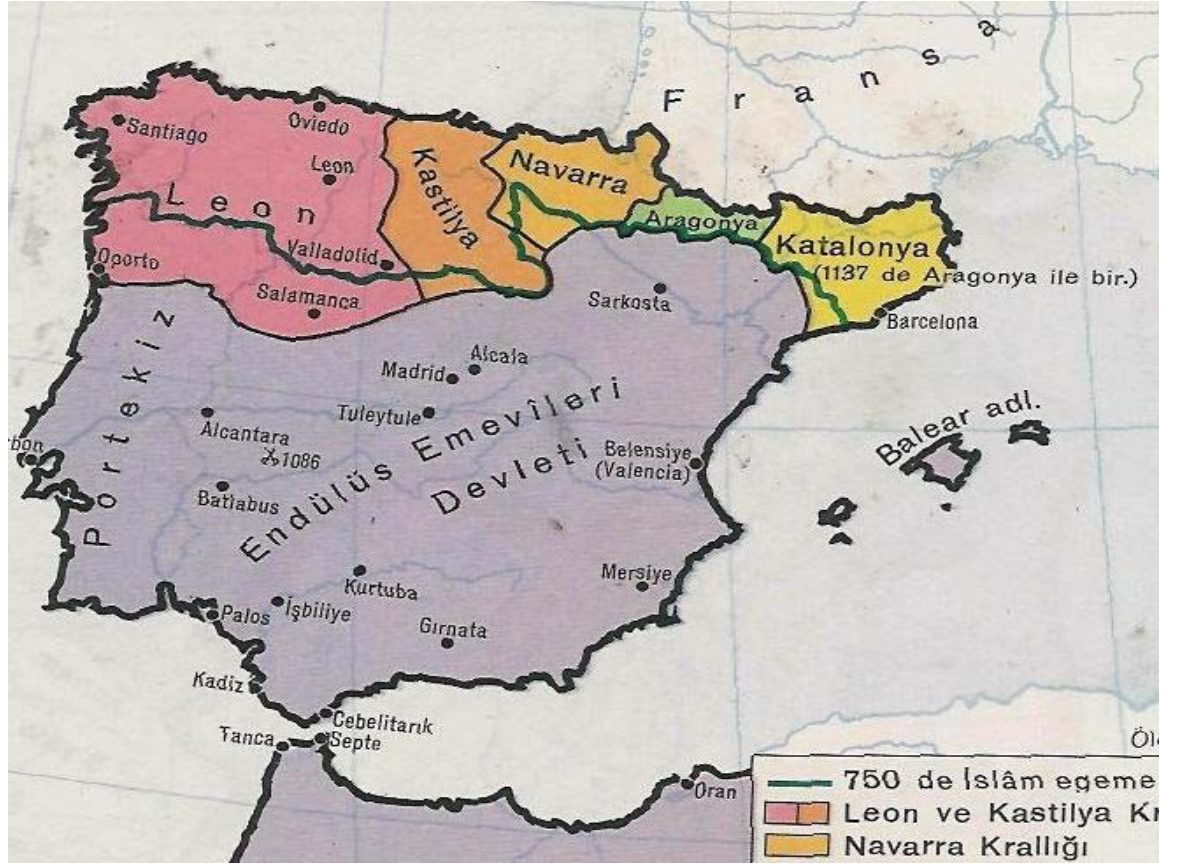 Fransa
Santiago
Oviedo
Leon
Leon
Kastilya
Navarra
Aragonya
Katalonya
(1137 de Aragonya ile bir.)
Oporto
Valladolid
Salamanca
Sarkosta
Barcelona
Portekiz
Madrid
Alcala
Tuleytule
Alcantara
1086
Batlabus
Endülüs Emevîleri
Devleti
Belensiye
(Valencia)
Balear adl.
Kurtuba
Mersiye
Palos
İşbiliye
Gırnata
Kadiz
Cebelitarık
Tanca
Septe
Oran
750 de İslâm egeme
Leon ve Kastilya
Navarra Krallığı